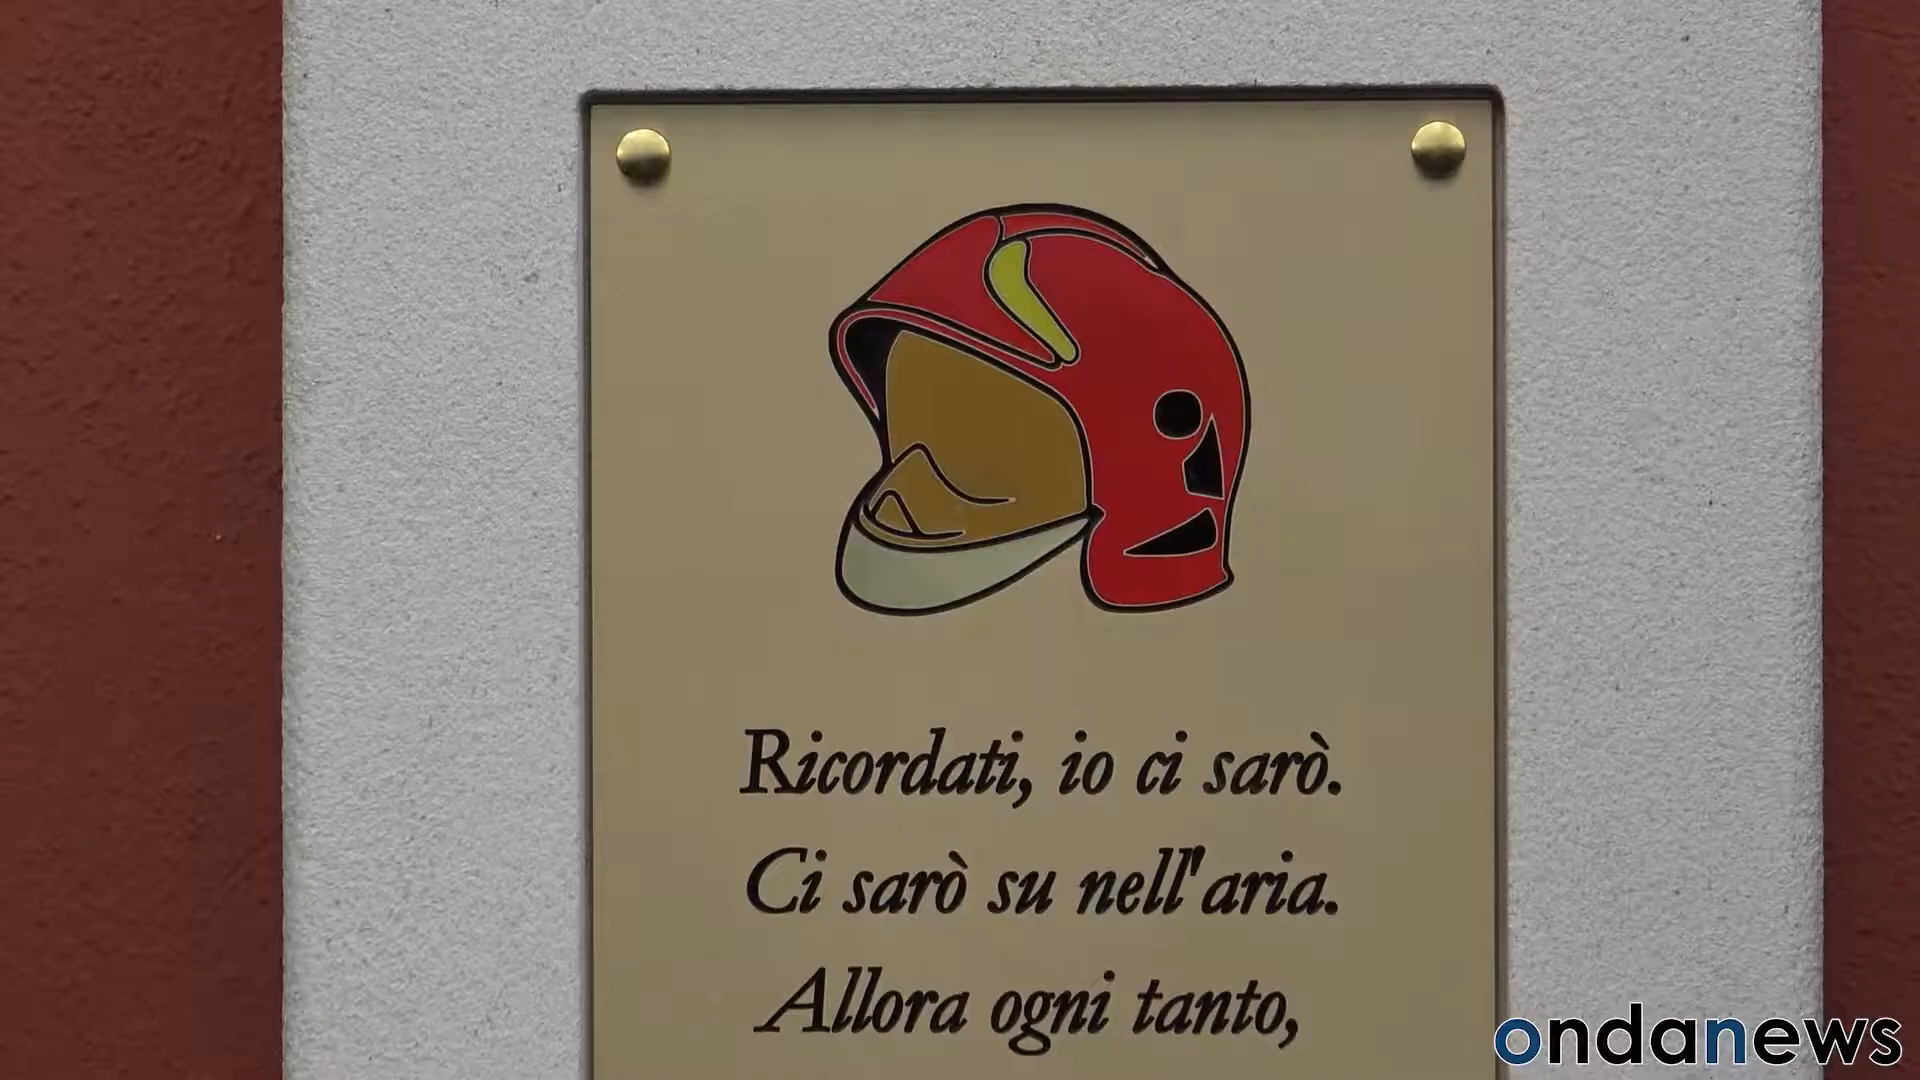 Ricordati, io ci sarò.
Ci sarò su nell'aria.
Allora ogni tanto,
ondanews